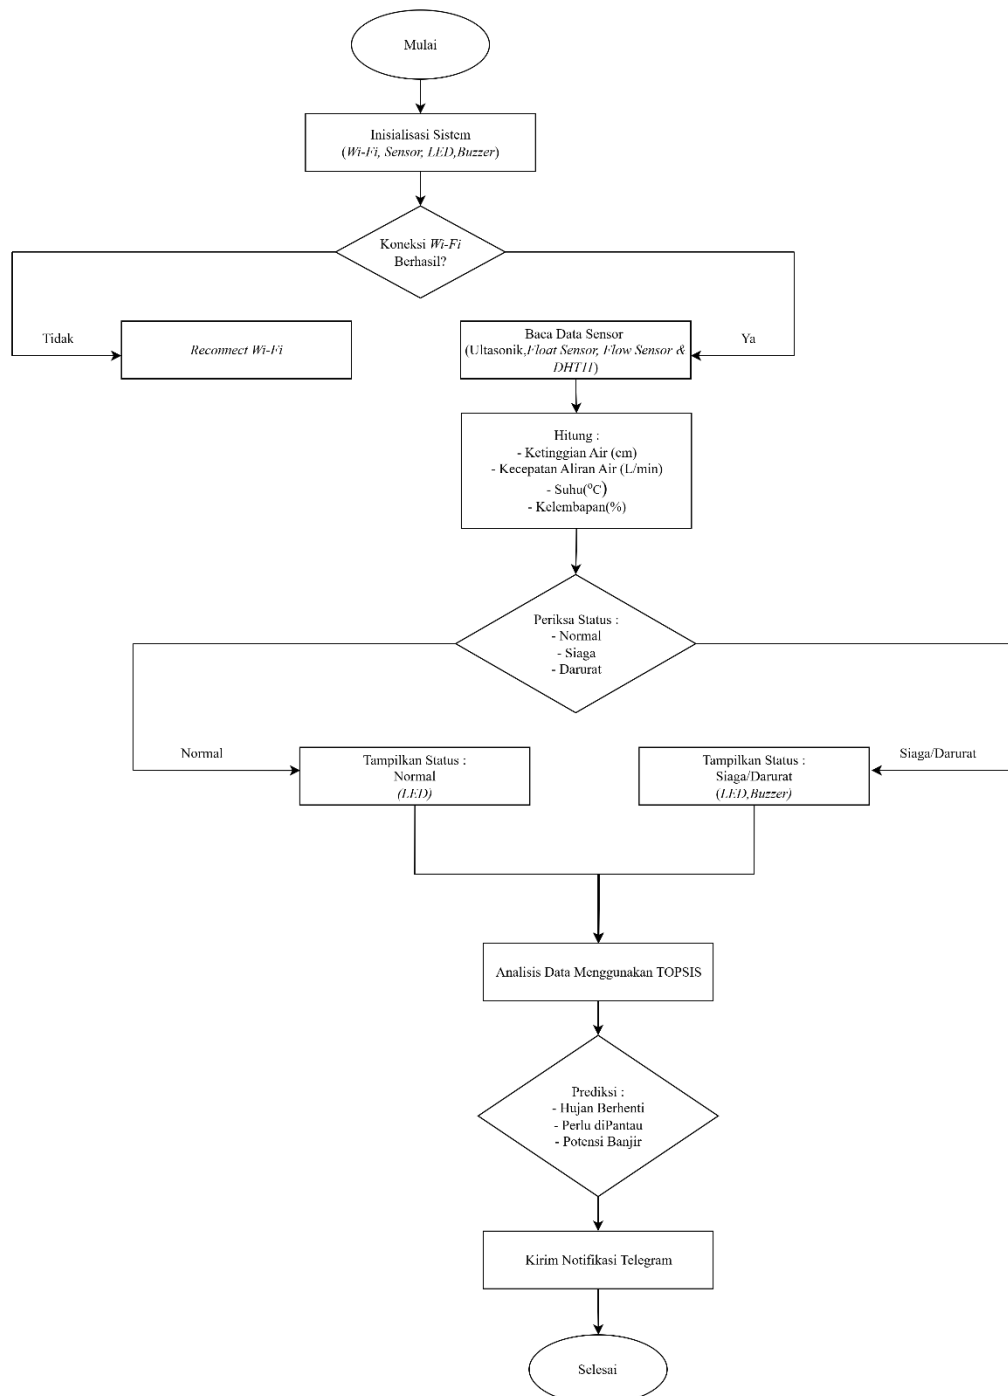 Mulai
Inisialisasi Sistem
(Wi-Fi, Sensor, LED,Buzzer)
Koneksi Wi-Fi
Berhasil?
Tidak
Reconnect Wi-Fi
Baca Data Sensor
(Ultasonik,Float Sensor, Flow Sensor &
DHT11)
Ya
Hitung :
- Ketinggian Air (cm)
- Kecepatan Aliran Air (L/min)
- Suhu(°C)
- Kelembapan(%)
Periksa Status :
- Normal
- Siaga
- Darurat
Normal
Tampilkan Status :
Normal
(LED)
Tampilkan Status :
Siaga/Darurat
(LED,Buzzer)
Siaga/Darurat
Analisis Data Menggunakan TOPSIS
Prediksi :
- Hujan Berhenti
- Perlu diPantau
- Potensi Banjir
Kirim Notifikasi Telegram
Selesai